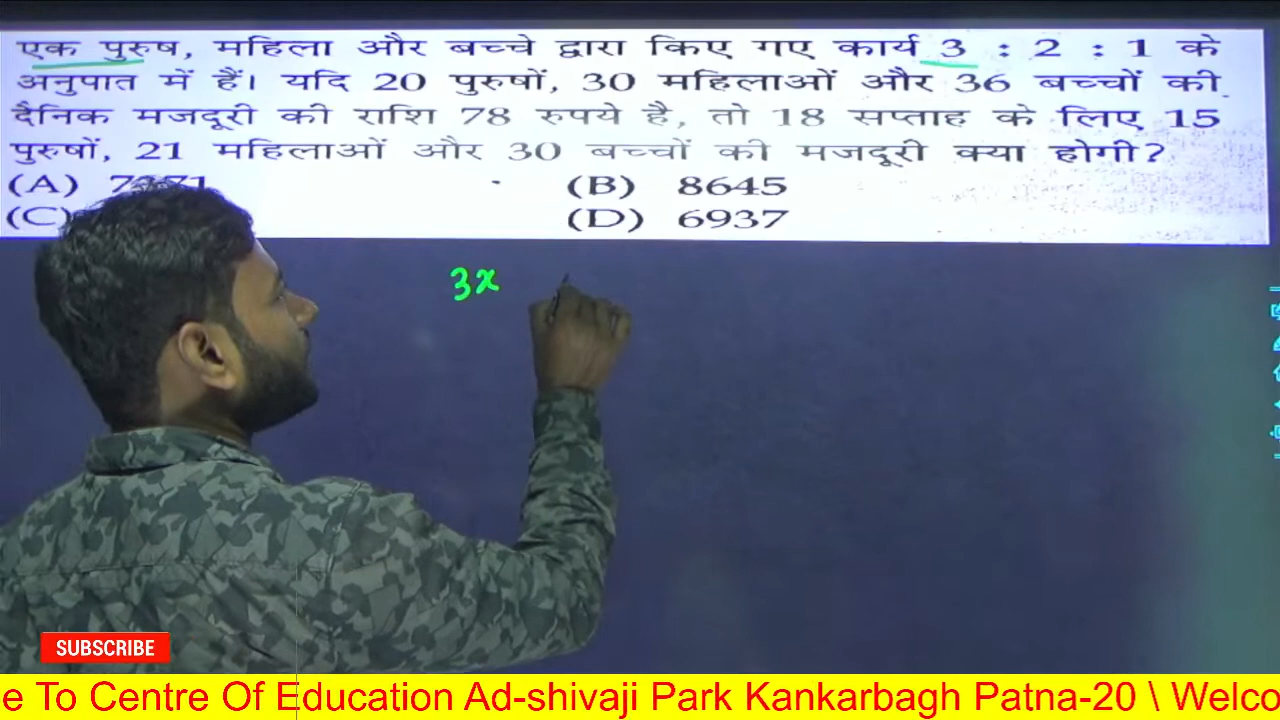 एक पुरुष, महिला और बच्चे द्वारा किए गए कार्य 3 : 2 : 1 के
अनुपात में हैं। यदि 20 पुरुषों, 30 महिलाओं और 36 बच्चों की
दैनिक मजदूरी की राशि 78 रुपये है, तो 18 सप्ताह के लिए 15
पुरुषों, 21 महिलाओं और 30 बच्चों की मजदूरी क्या होगी?
(A) (B) 8645
(C) (D) 6937
3x
SUBSCRIBE
e To Centre Of Education Ad-shivaji Park Kankarbagh Patna-20 \ Welco